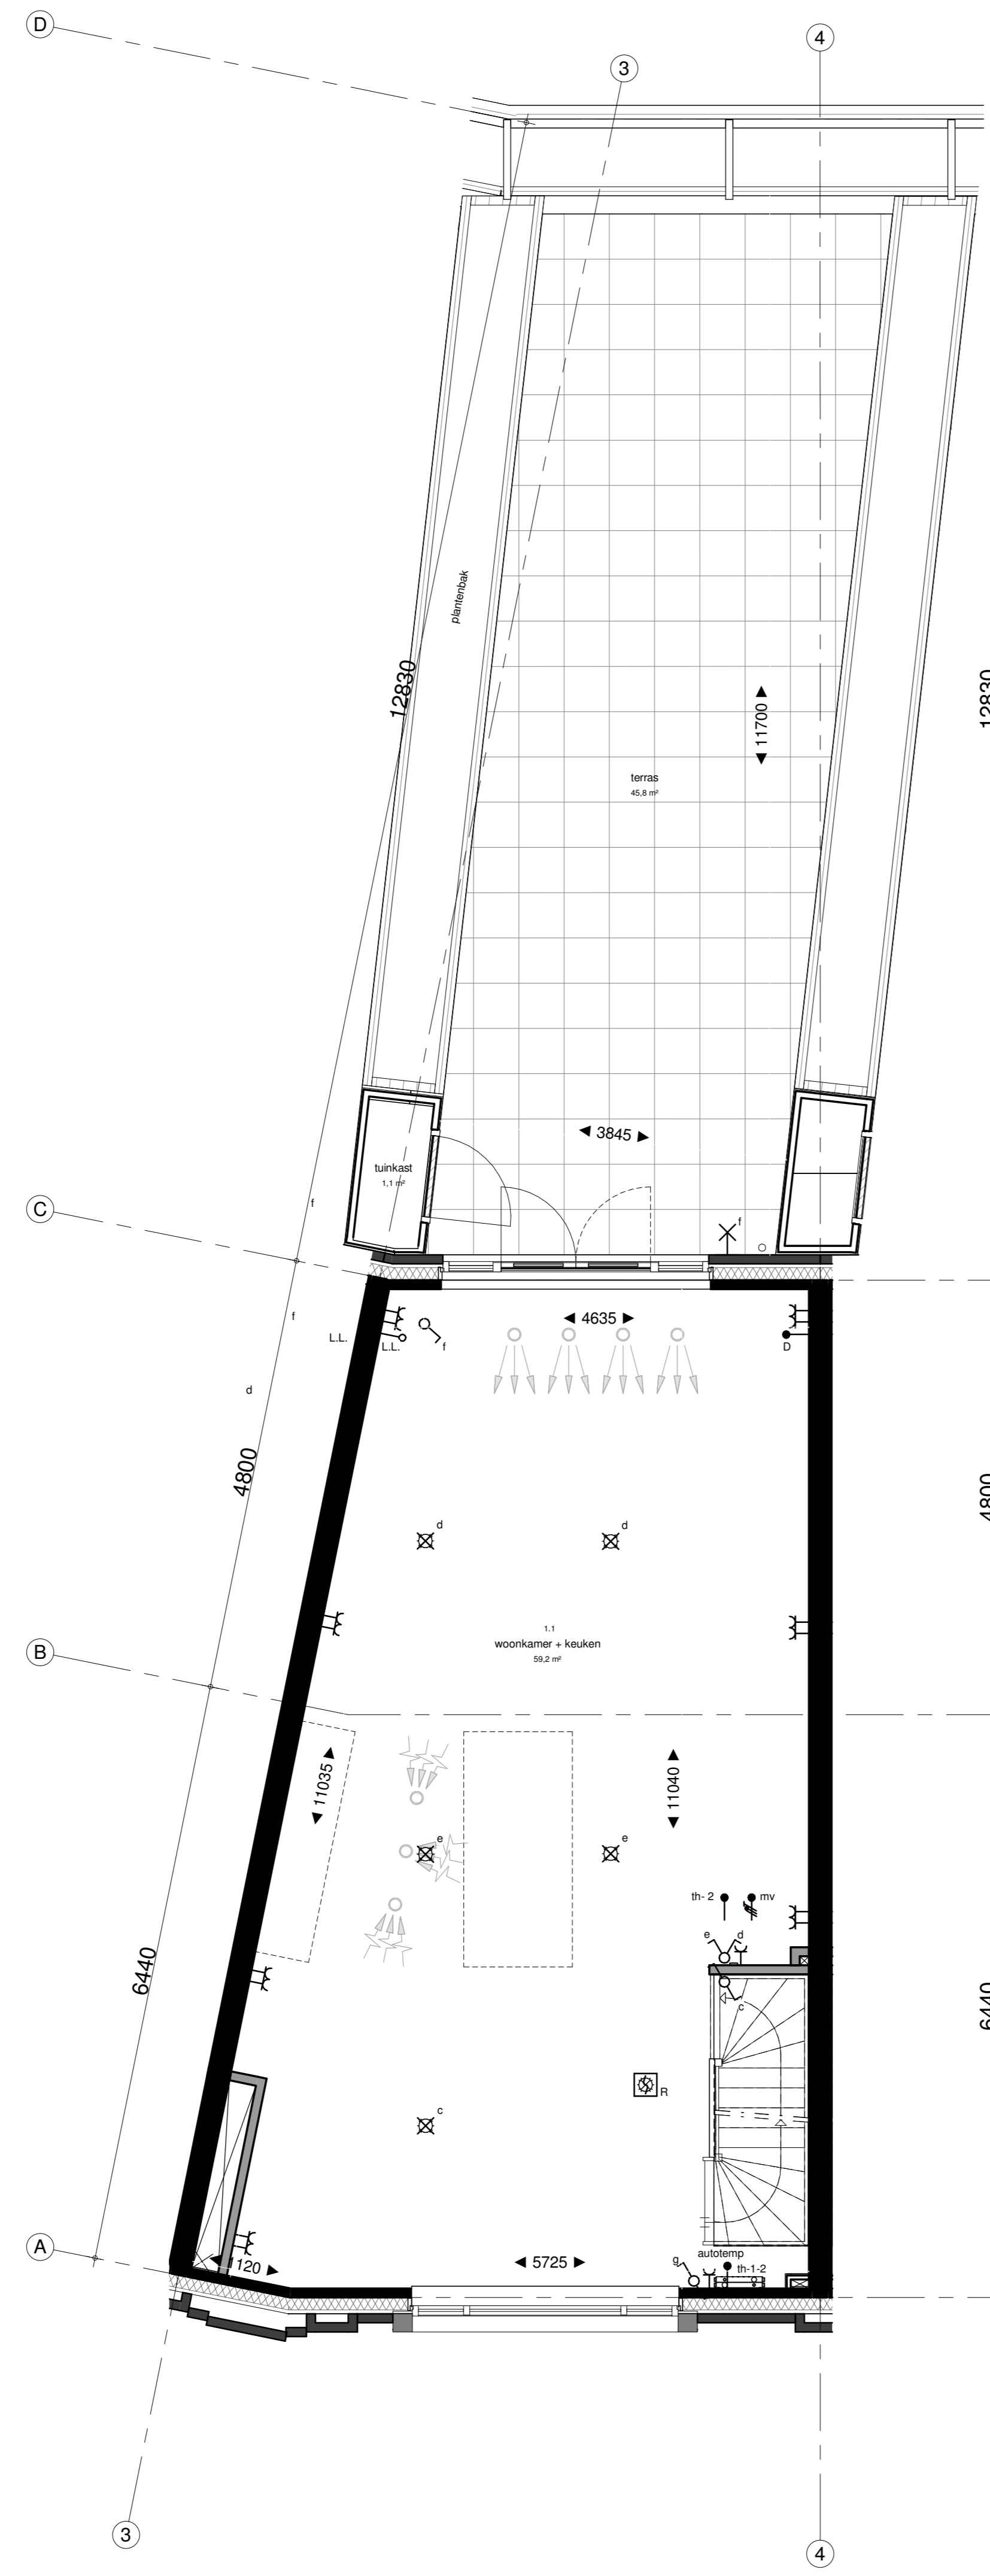 D
4
3
plantenbak
12830
12830
11700
terras
45,8 m²
3845
tuinkast
1,1 m²
f
C
f
f
L.L.
L.L.
f
4635
D
d
4800
4800
d
d
1.1
woonkamer + keuken
59,2 m²
B
11035
11040
e
e
th- 2
mv
e
d
c
6440
6440
R
c
A
1120
5725
g
autotemp
th-1-2
3
4